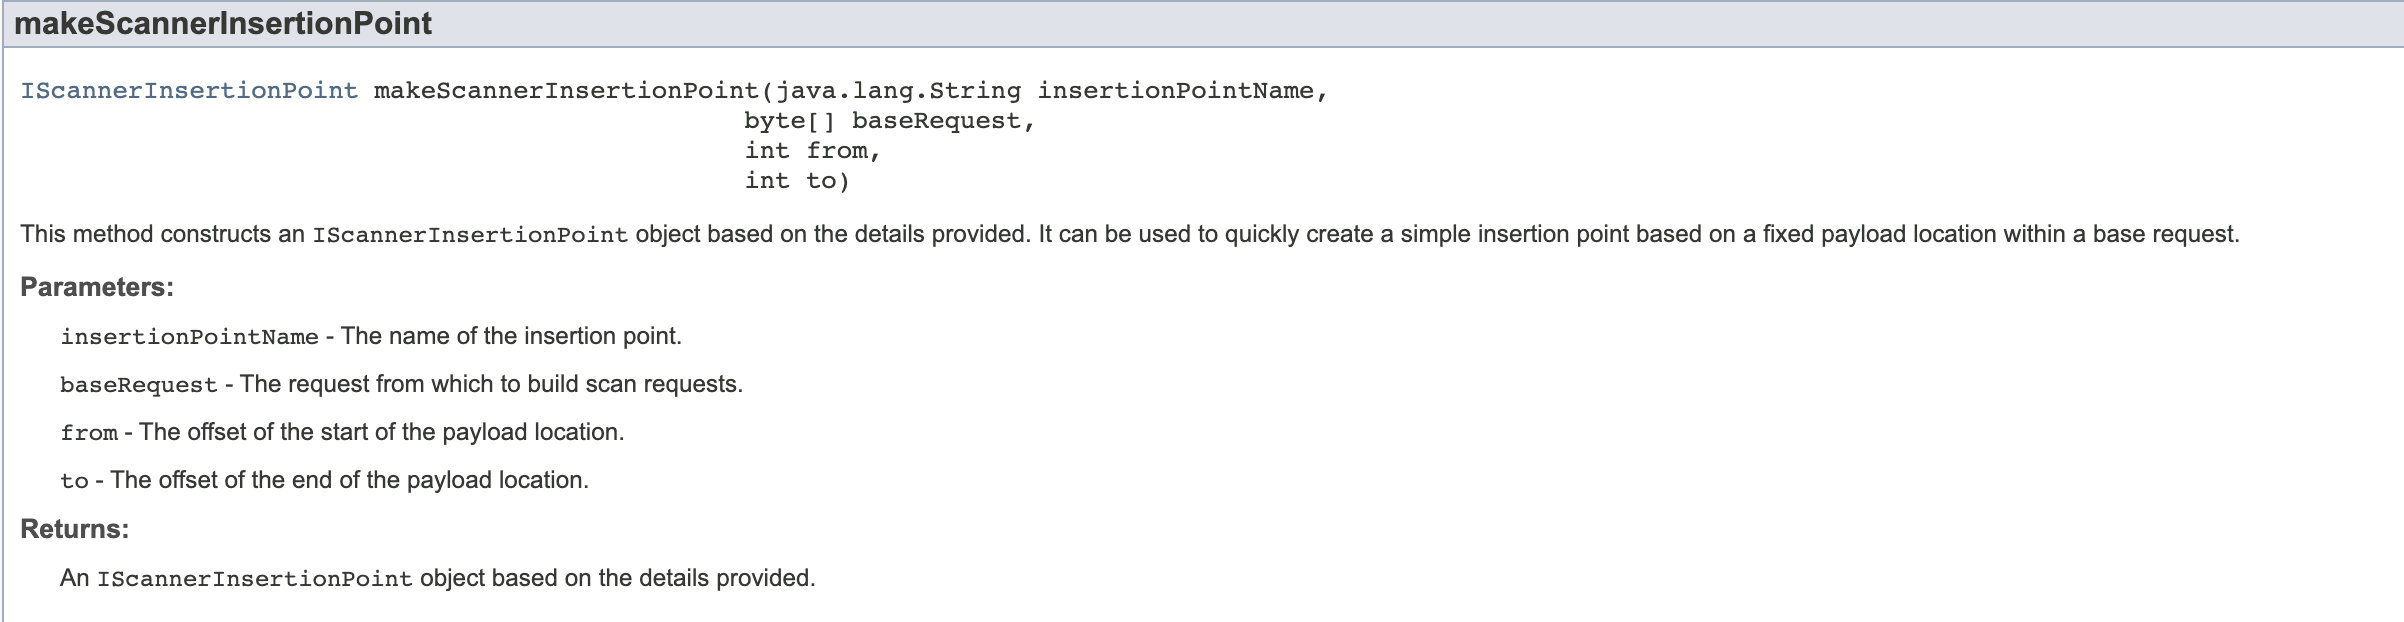 makeScannerInsertionPoint
IScannerInsertionPoint makeScannerInsertionPoint(java.lang.String insertionPointName,
byte[] baseRequest,
int from,
int to)
This method constructs an IScannerInsertionPoint object based on the details provided. It can be used to quickly create a simple insertion point based on a fixed payload location within a base request.
Parameters:
insertionPointName - The name of the insertion point.
baseRequest - The request from which to build scan requests.
from - The offset of the start of the payload location.
to - The offset of the end of the payload location.
Returns:
An IScannerInsertionPoint object based on the details provided.